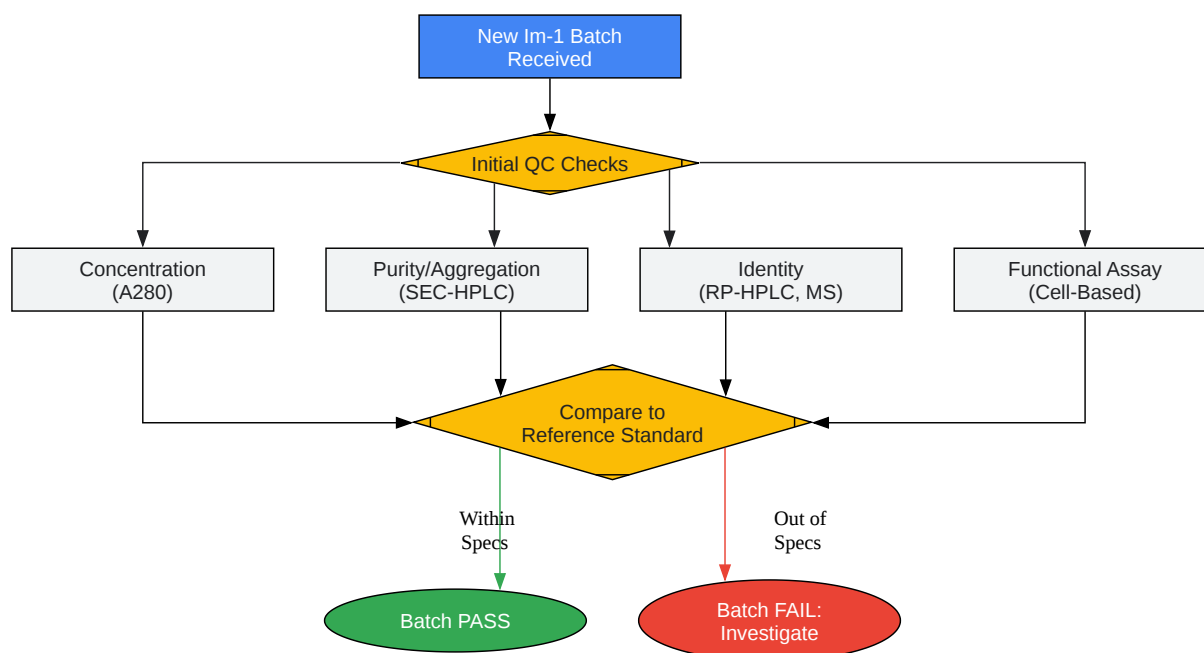 New Im-1 Batch
Received
Initial QC Checks
Concentration
(A280)
Purity/Aggregation
(SEC-HPLC)
Identity
(RP-HPLC, MS)
Functional Assay
(Cell-Based)
Compare to
Reference Standard
Within
Specs
Out of
Specs
Batch PASS
Batch FAIL:
Investigate